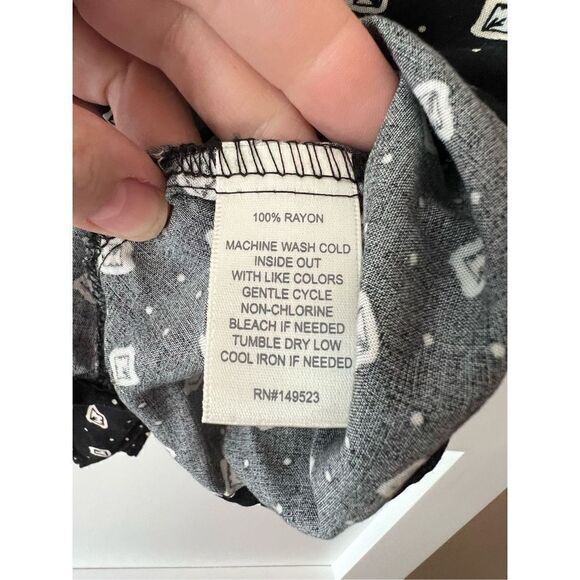 100% RAYON
MACHINE WASH COLD
INSIDE OUT
WITH LIKE COLORS
GENTLE CYCLE
NON-CHLORINE
BLEACH IF NEEDED
TUMBLE DRY LOW
COOL IRON IF NEEDED
RN#149523